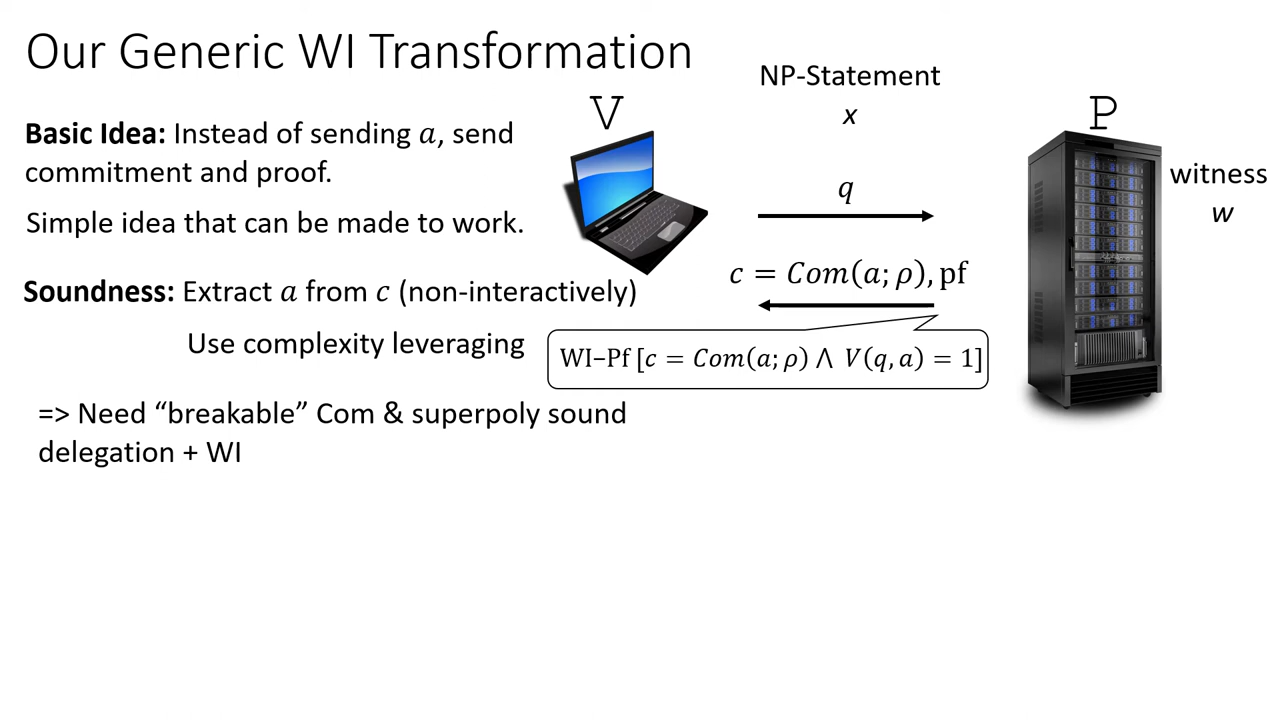 Our Generic WI Transformation
NP-Statement
x
V
P
Basic Idea: Instead of sending a, send
commitment and proof.
witness
w
q
Simple idea that can be made to work.
c = Com(a; ρ), pf
Soundness: Extract a from c (non-interactively)
Use complexity leveraging
WI–Pf [c = Com(a; ρ) ⋀ V(q, a) = 1]
=> Need “breakable” Com & superpoly sound
delegation + WI